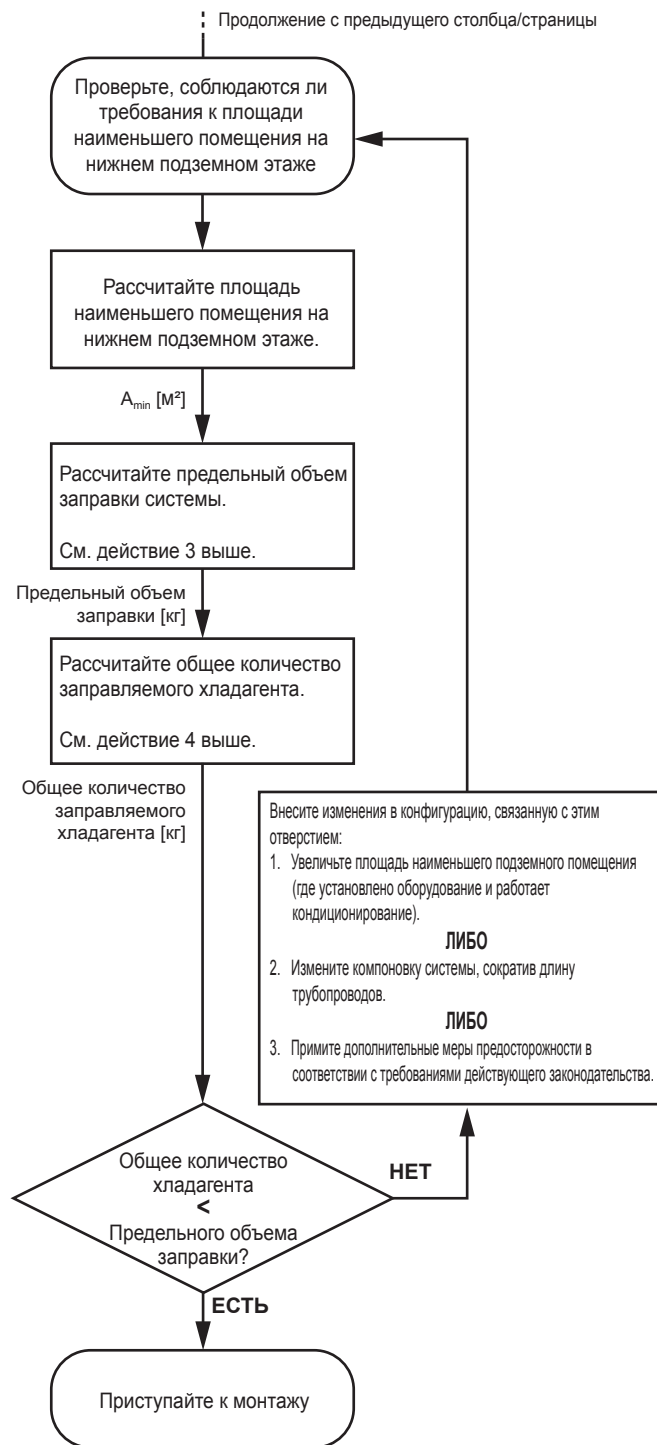 Продолжение с предыдущего столбца/страницы
Проверьте, соблюдаются ли
требования к площади
наименьшего помещения на
нижнем подземном этаже
Рассчитайте площадь
наименьшего помещения на
нижнем подземном этаже.
Amin [м²]
Рассчитайте предельный объем
заправки системы.
См. действие 3 выше.
Предельный объем
заправки [кг]
Рассчитайте общее количество
заправляемого хладагента.
См. действие 4 выше.
Общее количество
заправляемого
хладагента [кг]
Внесите изменения в конфигурацию, связанную с этим
отверстием:
1. Увеличьте площадь наименьшего подземного помещения
(где установлено оборудование и работает
кондиционирование).
ЛИБО
2. Измените компоновку системы, сократив длину
трубопроводов.
ЛИБО
3. Примите дополнительные меры предосторожности в
соответствии с требованиями действующего законодательства.
Общее количество
хладагента
<
Предельного объема
заправки?
НЕТ
ЕСТЬ
Приступайте к монтажу